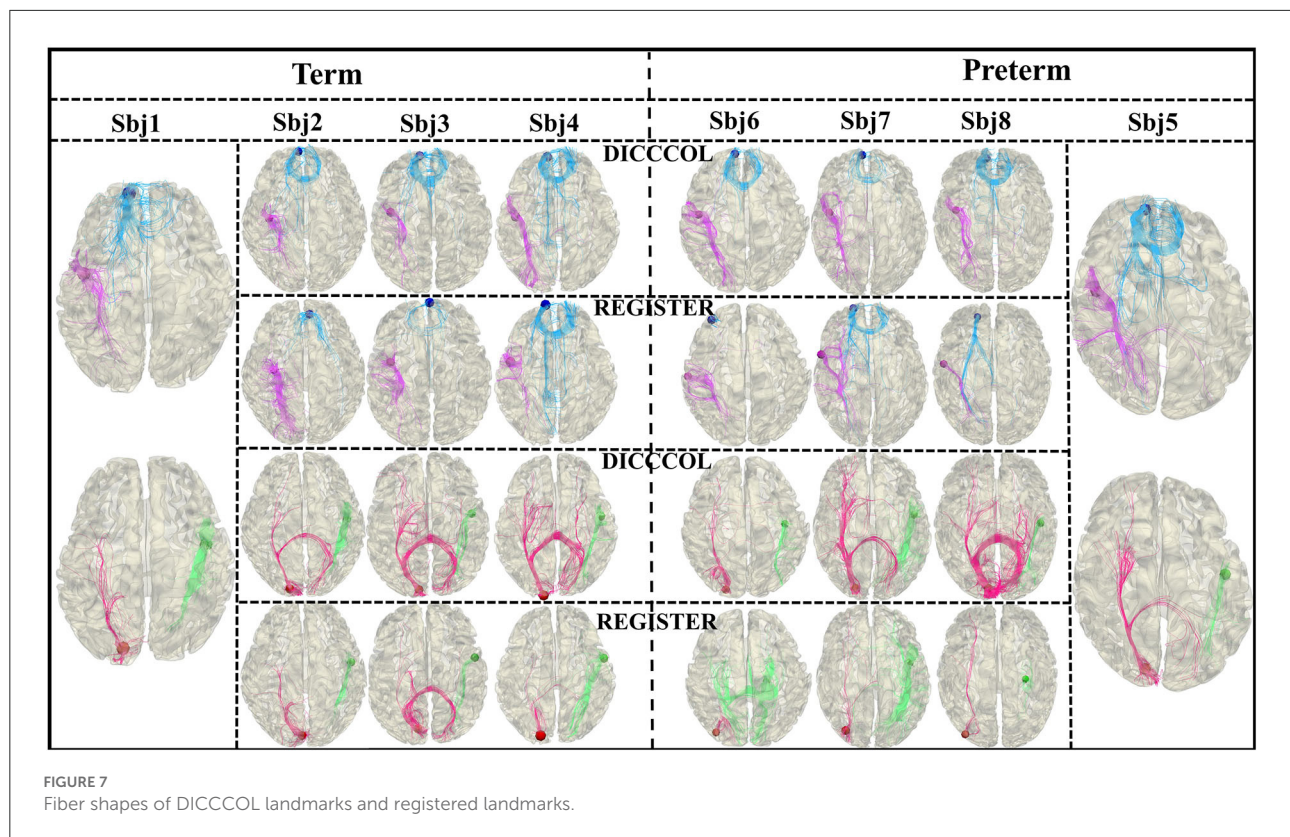 Term
Preterm
Sbj1
Sbj2
Sbj3
Sbj4
Sbj6
Sbj7
Sbj8
Sbj5
DICCCOL
REGISTER
DICCCOL
REGISTER
FIGURE 7
Fiber shapes of DICCCOL landmarks and registered landmarks.